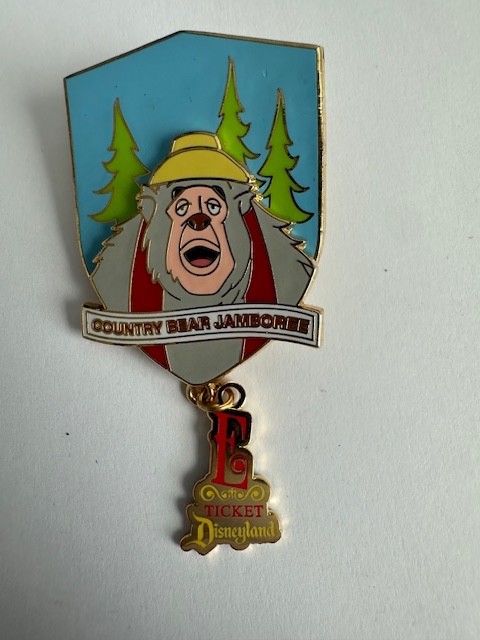 COUNTRY BEAR JAMBOREE
E
TICKET
Disneyland